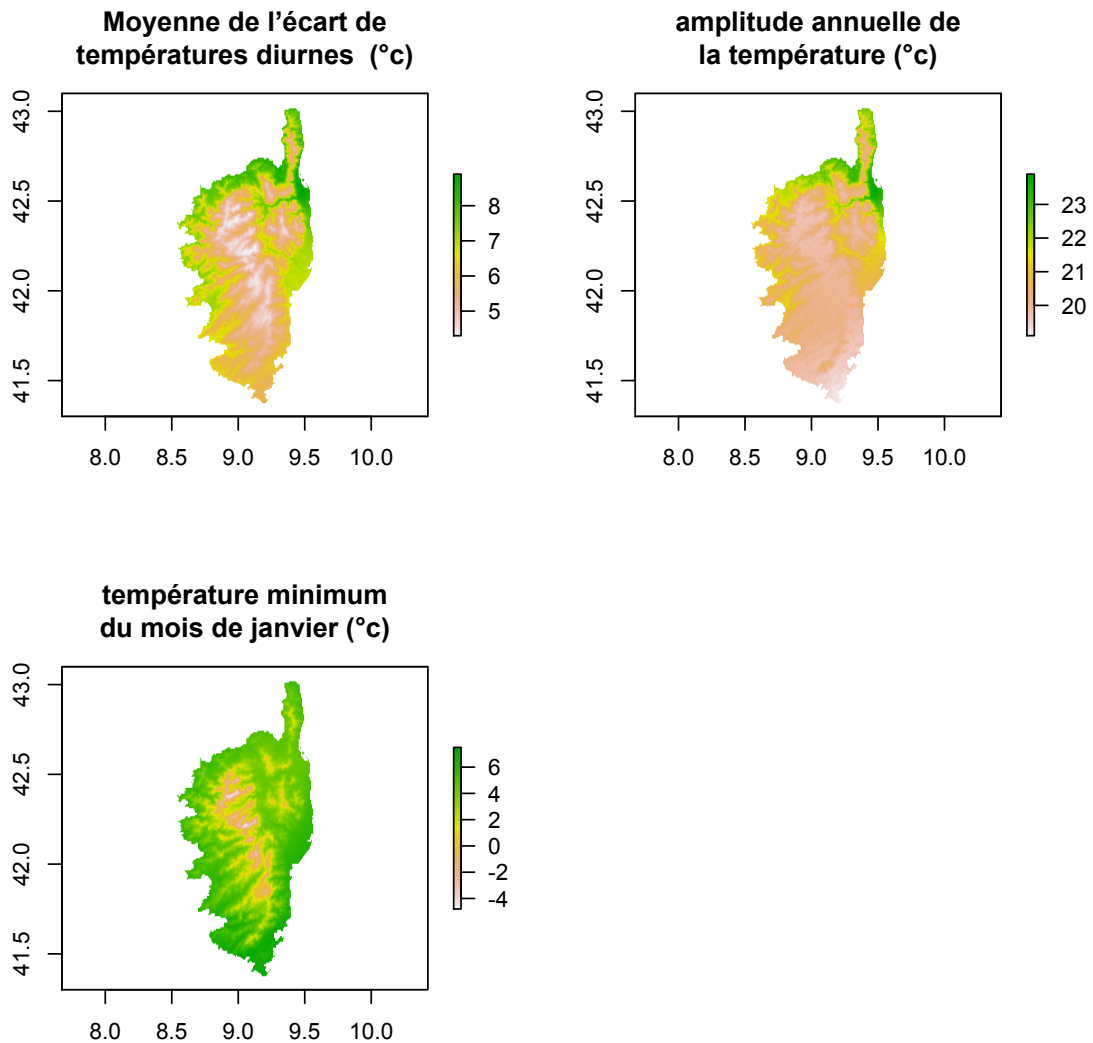 Moyenne de l’écart de
températures diurnes (°c)
43.0
42.5
42.0
41.5
8.0 8.5 9.0 9.5 10.0
8
7
6
5
amplitude annuelle de
la température (°c)
43.0
42.5
42.0
41.5
8.0 8.5 9.0 9.5 10.0
23
22
21
20
température minimum
du mois de janvier (°c)
43.0
42.5
42.0
41.5
8.0 8.5 9.0 9.5 10.0
6
4
2
0
-2
-4